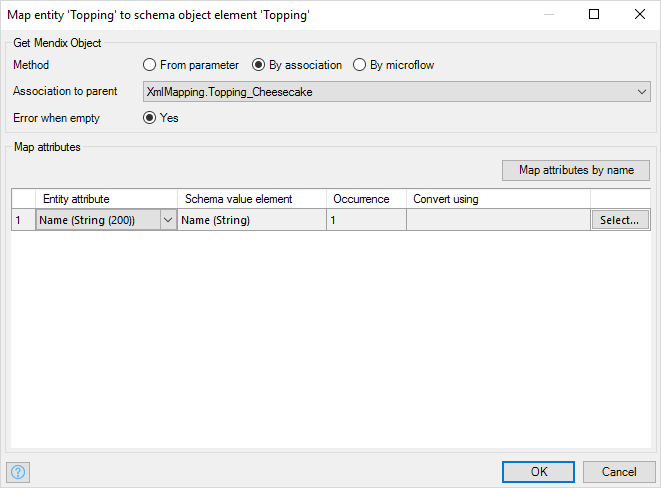 Map entity 'Topping' to schema object element 'Topping'
Get Mendix Object
Method From parameter By association By microflow
Association to parent XmlMapping.Topping_Cheesecake
Error when empty Yes
Map attributes
Map attributes by name
Entity attribute Schema value element Occurrence Convert using
1 Name (String (200)) Name (String) 1 Select...
? OK Cancel